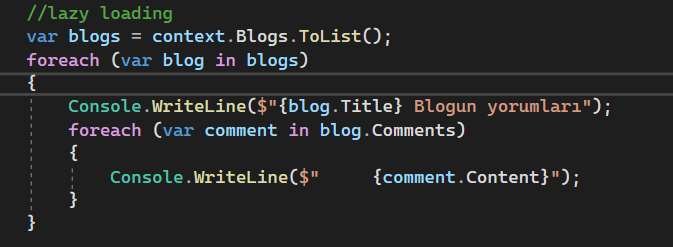 //lazy loading
var blogs = context.Blogs.ToList();
foreach (var blog in blogs)
{
Console.WriteLine($"{blog.Title} Blogun yorumları");
foreach (var comment in blog.Comments)
{
Console.WriteLine($"     {comment.Content}");
}
}